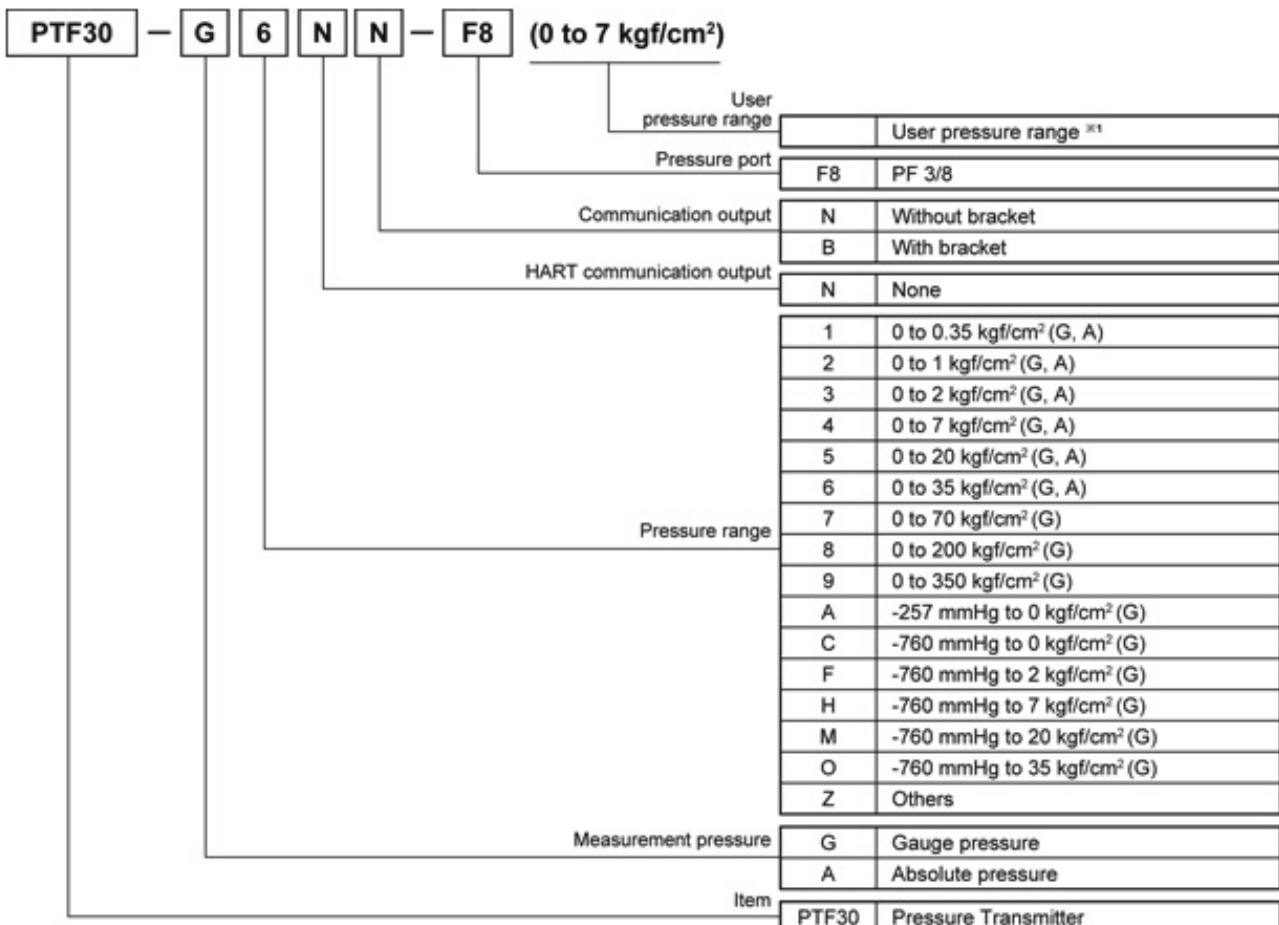 PTF30 — G 6 N N — F8 (0 to 7 kgf/cm²)
User
pressure range
User pressure range ※1
Pressure port
F8 PF 3/8
Communication output
N Without bracket
B With bracket
HART communication output
N None
1 0 to 0.35 kgf/cm² (G, A)
2 0 to 1 kgf/cm² (G, A)
3 0 to 2 kgf/cm² (G, A)
4 0 to 7 kgf/cm² (G, A)
5 0 to 20 kgf/cm² (G, A)
6 0 to 35 kgf/cm² (G, A)
Pressure range
7 0 to 70 kgf/cm² (G)
8 0 to 200 kgf/cm² (G)
9 0 to 350 kgf/cm² (G)
A -257 mmHg to 0 kgf/cm² (G)
C -760 mmHg to 0 kgf/cm² (G)
F -760 mmHg to 2 kgf/cm² (G)
H -760 mmHg to 7 kgf/cm² (G)
M -760 mmHg to 20 kgf/cm² (G)
O -760 mmHg to 35 kgf/cm² (G)
Z Others
Measurement pressure
G Gauge pressure
A Absolute pressure
Item
PTF30 Pressure Transmitter